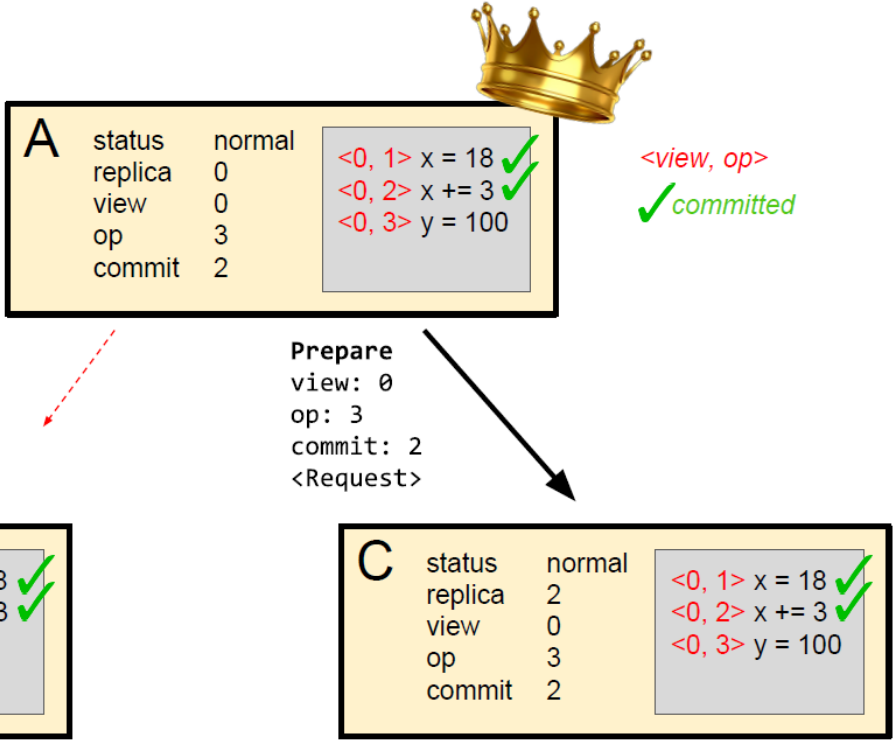 A
status normal
replica 0
view 0
op 3
commit 2
<0, 1> x = 18
<0, 2> x += 3
<0, 3> y = 100
<view, op>
committed
Prepare
view: 0
op: 3
commit: 2
<Request>
3
3
C
status normal
replica 2
view 0
op 3
commit 2
<0, 1> x = 18
<0, 2> x += 3
<0, 3> y = 100